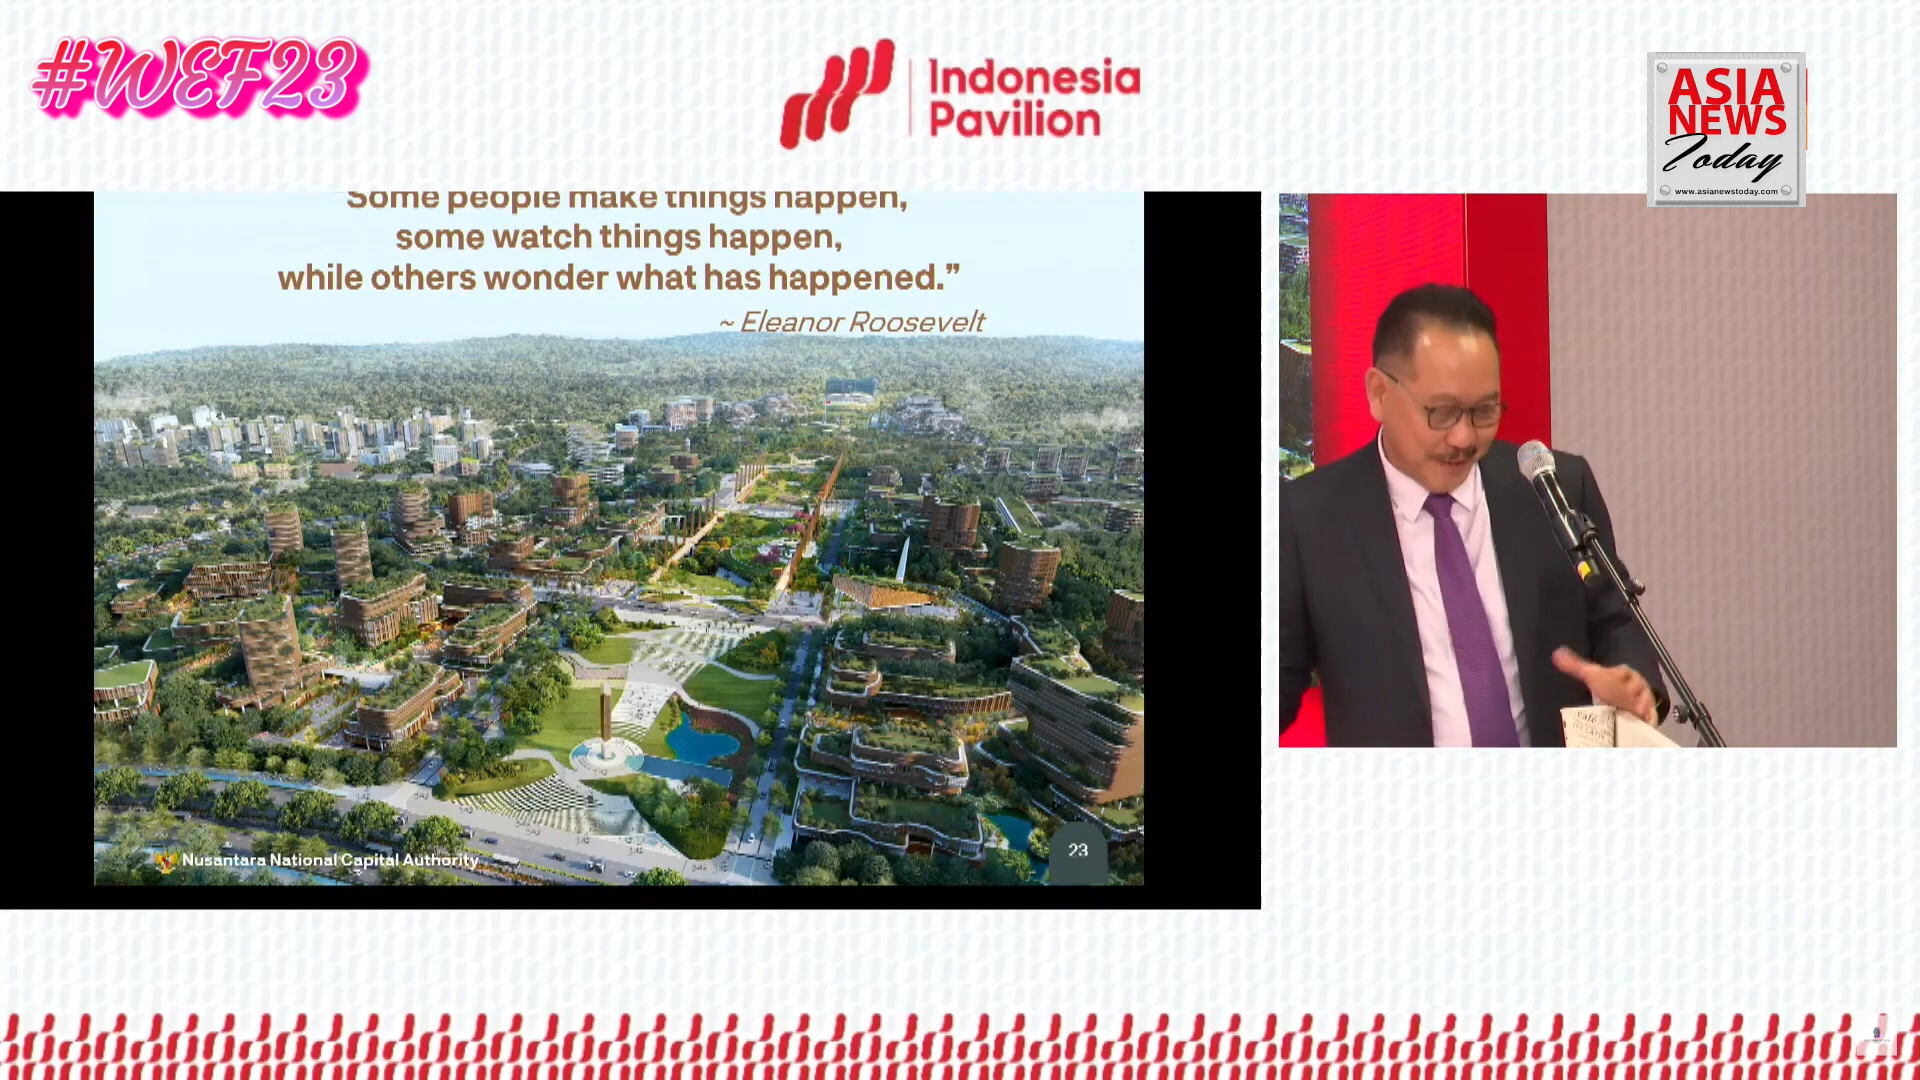 #WEF23
Indonesia
Pavilion
ASIA
NEWS
Today
www.asianewstoday.com
Some people make things happen,
some watch things happen,
while others wonder what has happened.”
~ Eleanor Roosevelt
Nusantara National Capital Authority
23